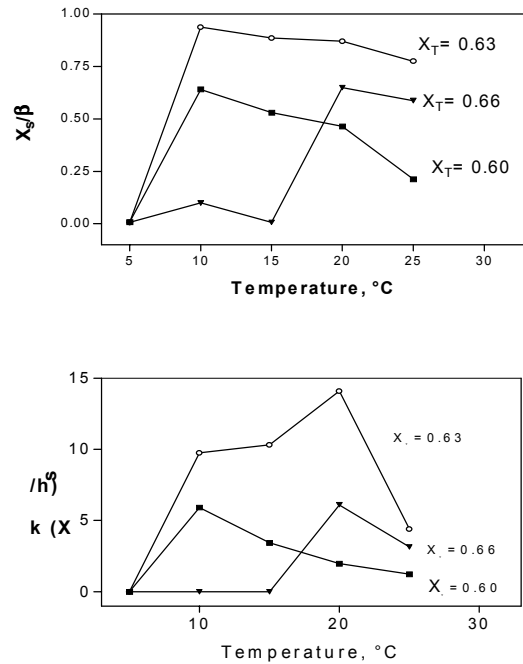 1.00
0.75
0.50
0.25
0.00
Xs/β
X_T= 0.63
X_T= 0.66
X_T= 0.60
5 10 15 20 25 30
Temperature, °C
15
10
5
0
/h)s
k (X
X. = 0.63
X. = 0.66
X. = 0.60
10 20 30
Temperature, °C